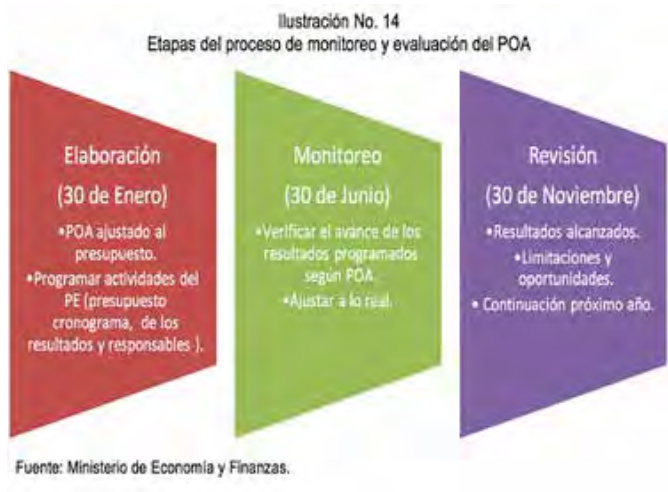 Ilustración No. 14
Etapas del proceso de monitoreo y evaluación del POA
Elaboración
(30 de Enero)
•POA ajustado al
presupuesto.
•Programar actividades del
PE (presupuesto
cronograma, de los
resultados y responsables ).
Monitoreo
(30 de Junio)
•Verificar el avance de los
resultados programados
según POA
•Ajustar a lo real.
Revisión
(30 de Noviembre)
•Resultados alcanzados.
•Limitaciones y
oportunidades.
• Continuación próximo año.
Fuente: Ministerio de Economía y Finanzas.